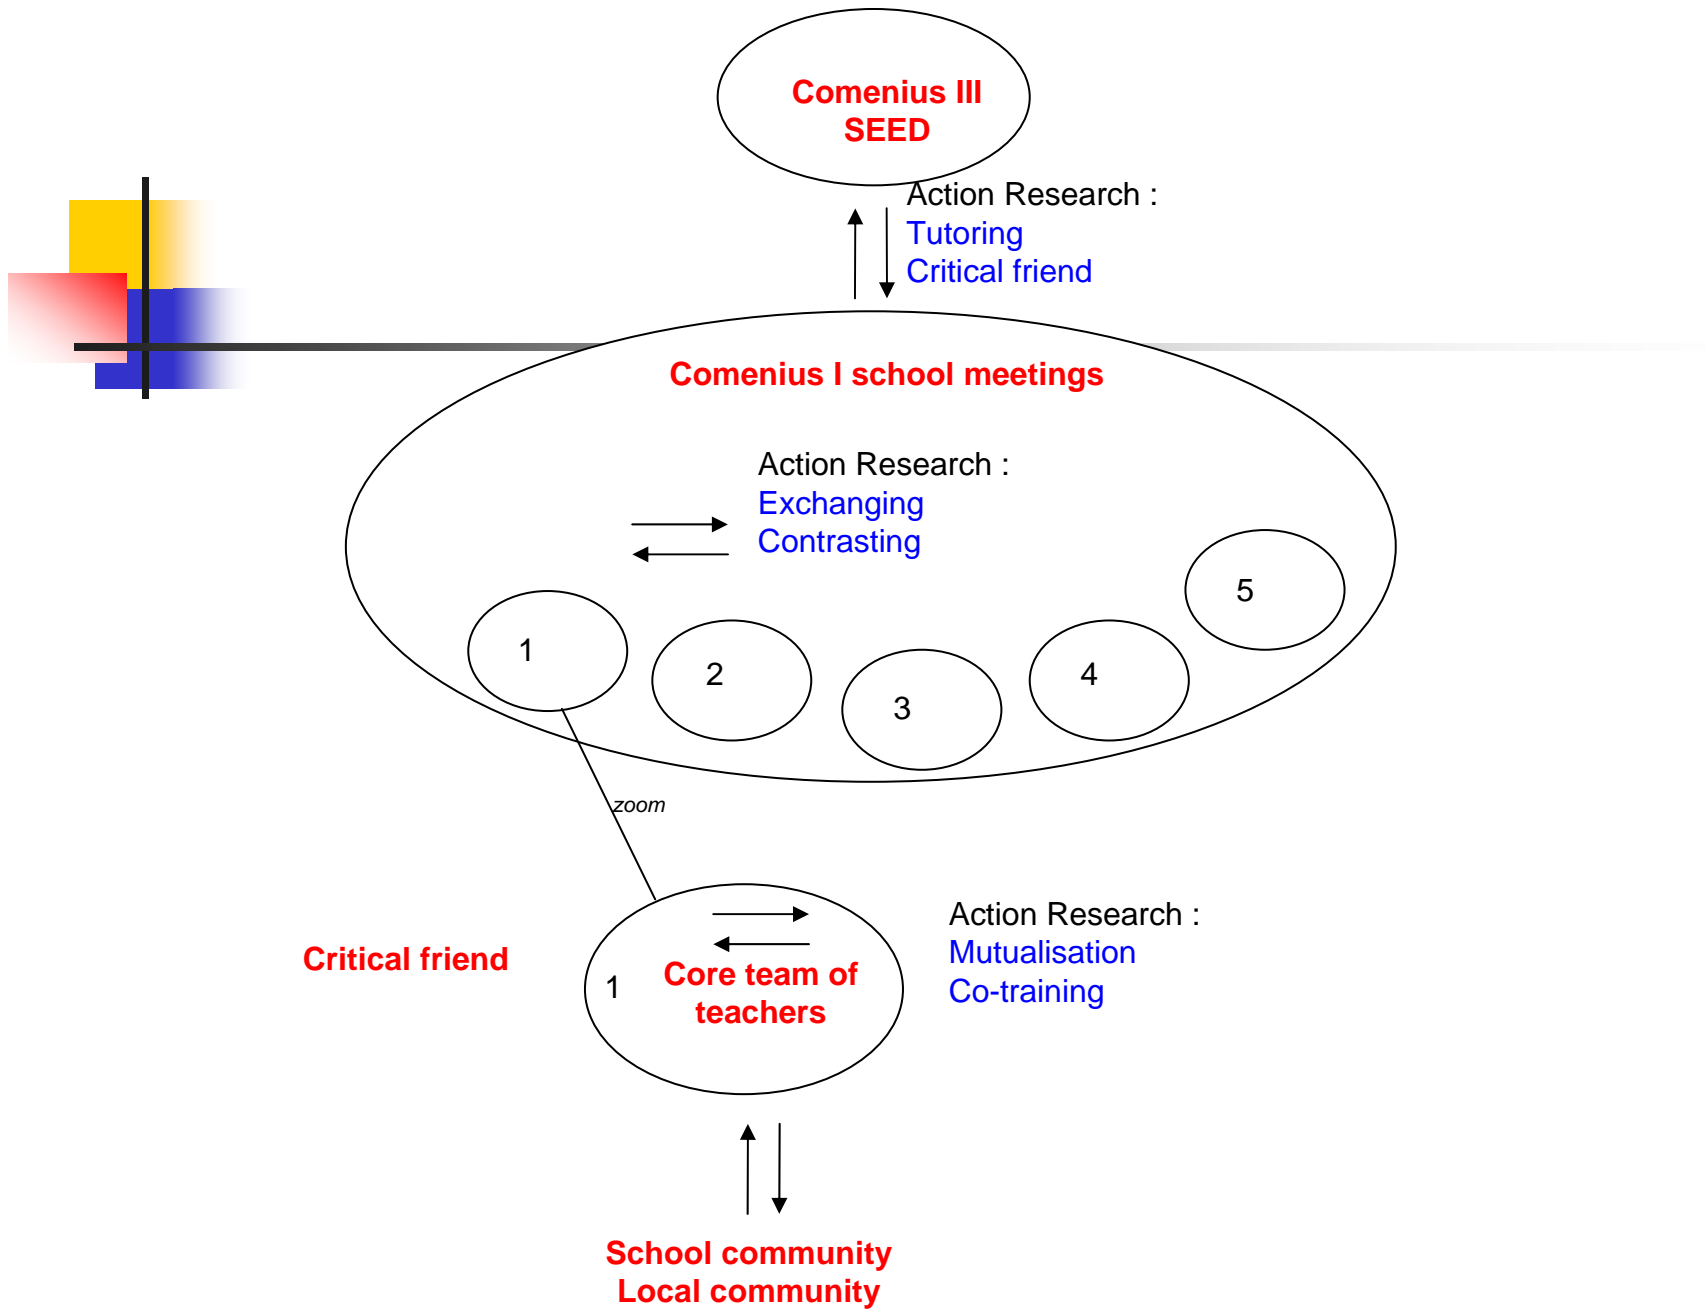 Comenius III
SEED
Action Research :
Tutoring
Critical friend
Comenius I school meetings
Action Research :
Exchanging
Contrasting
1
2
3
4
5
zoom
Critical friend
1
Core team of
teachers
Action Research :
Mutualisation
Co-training
School community
Local community